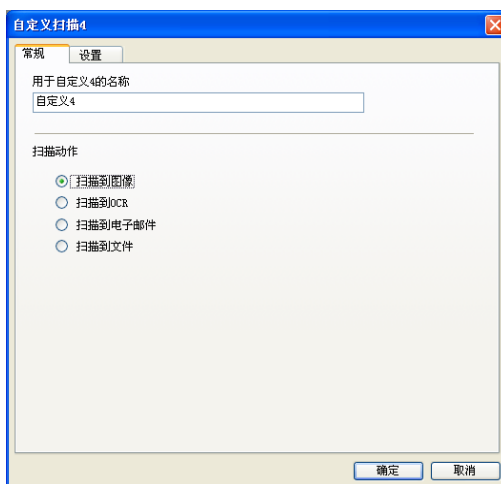 自定义扫描4
常规
设置
用于自定义4的名称
自定义4
扫描动作
扫描到图像
扫描到OCR
扫描到电子邮件
扫描到文件
确定
取消